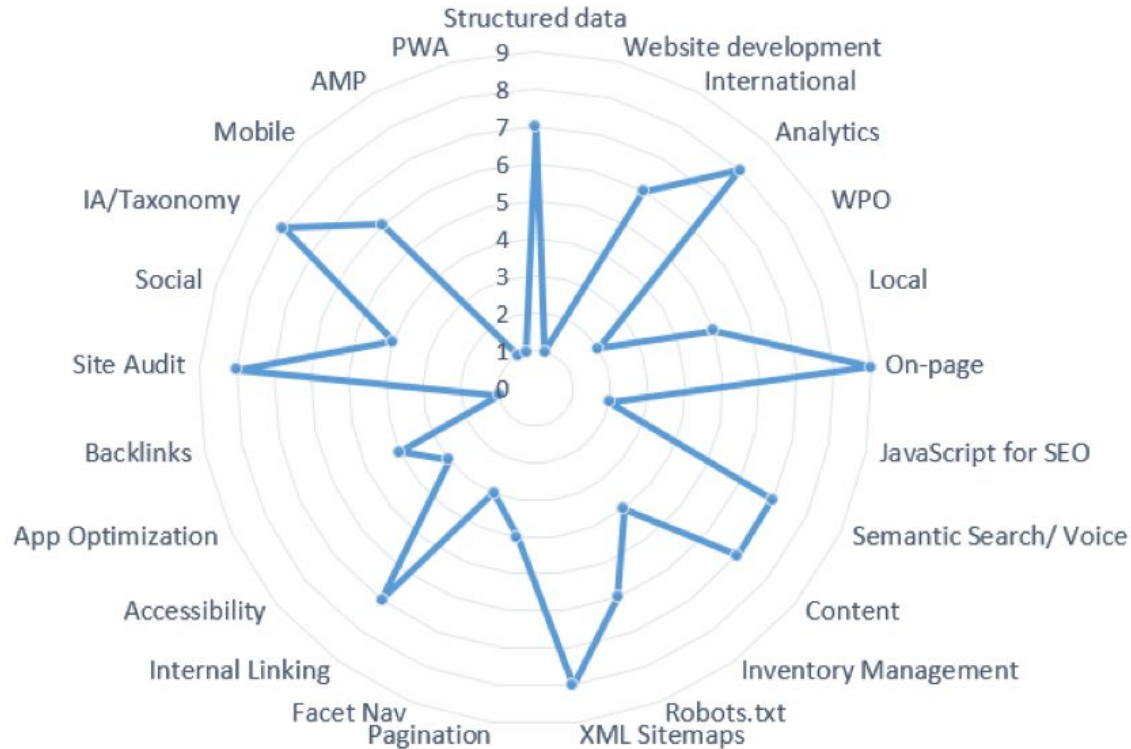 Structured data
Website development
International
Analytics
WPO
Local
On-page
JavaScript for SEO
Semantic Search/ Voice
Content
Inventory Management
Robots.txt
XML Sitemaps
Pagination
Facet Nav
Internal Linking
Accessibility
App Optimization
Backlinks
Site Audit
Social
IA/Taxonomy
Mobile
AMP
PWA
9
8
7
6
5
4
3
2
1
0